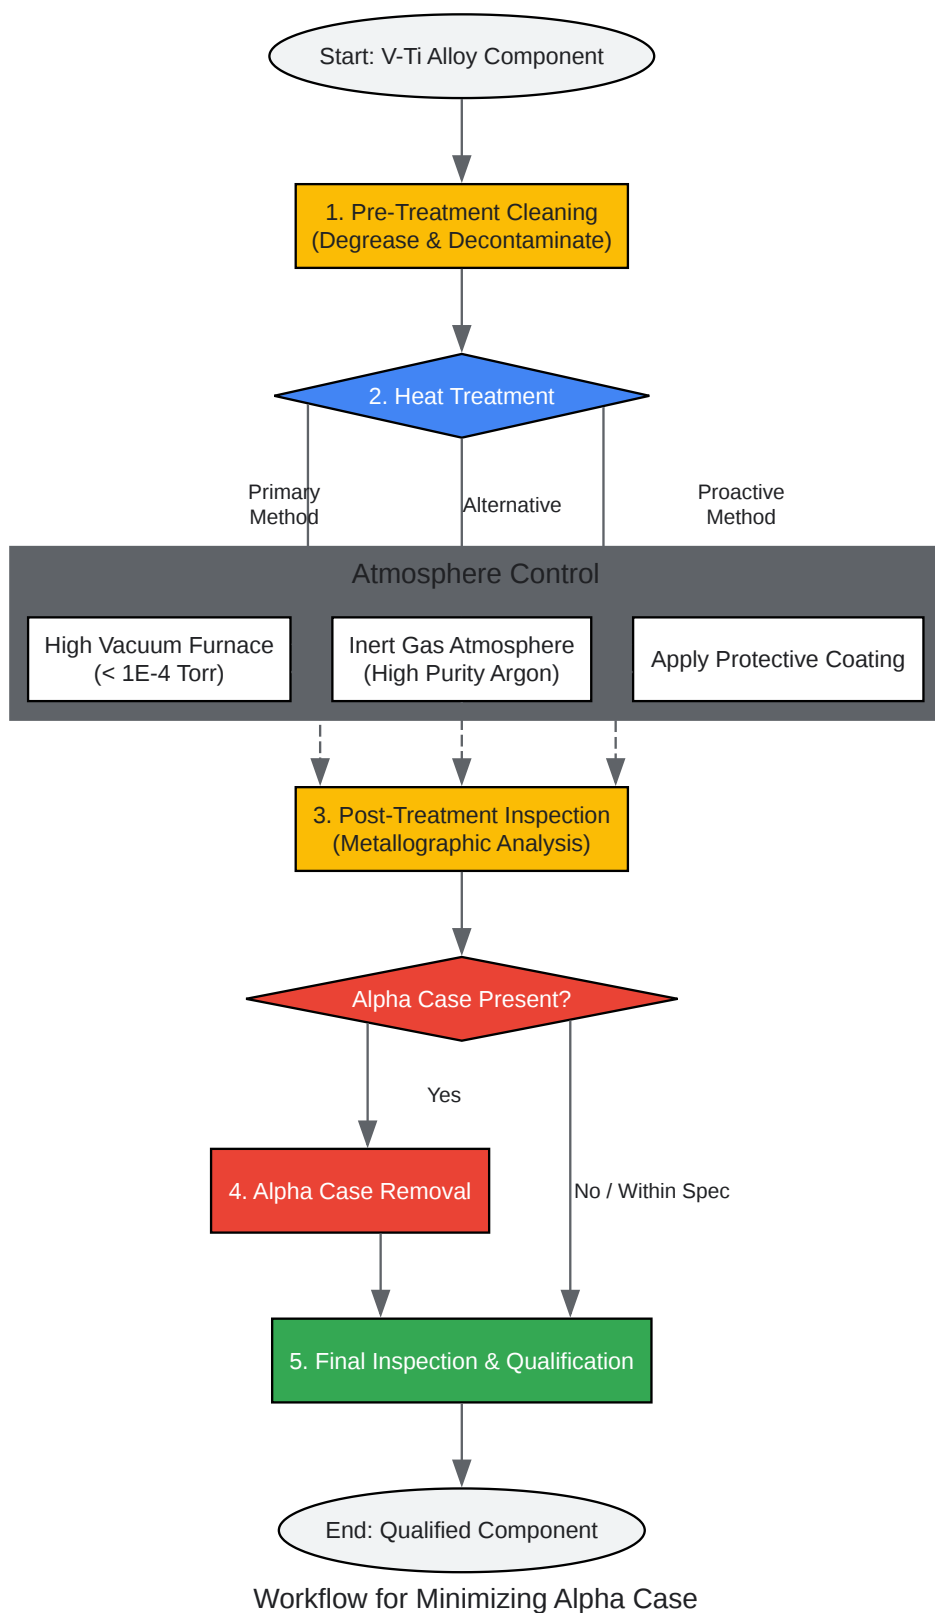 Start: V-Ti Alloy Component
1. Pre-Treatment Cleaning
(Degrease & Decontaminate)
2. Heat Treatment
Primary
Method
Alternative
Proactive
Method
Atmosphere Control
High Vacuum Furnace
(< 1E-4 Torr)
Inert Gas Atmosphere
(High Purity Argon)
Apply Protective Coating
3. Post-Treatment Inspection
(Metallographic Analysis)
Alpha Case Present?
Yes
4. Alpha Case Removal
No / Within Spec
5. Final Inspection & Qualification
End: Qualified Component
Workflow for Minimizing Alpha Case